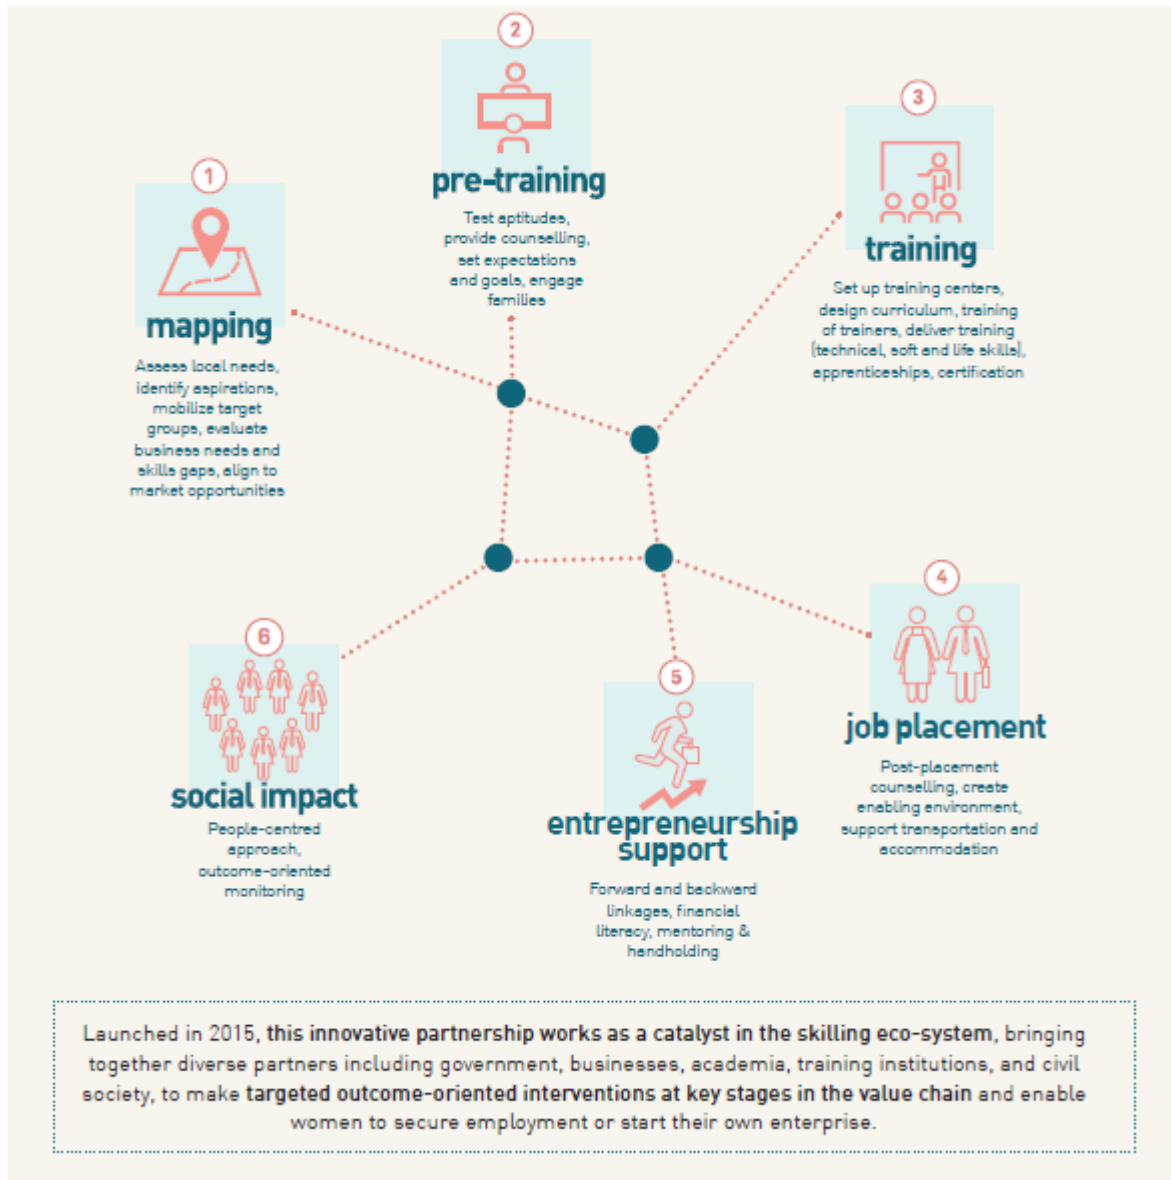 1
mapping
Assess local needs,
identify aspirations,
mobilize target
groups, evaluate
business needs and
skills gaps, align to
market opportunities
2
pre-training
Test aptitudes,
provide counselling,
set expectations
and goals, engage
families
3
training
Set up training centers,
design curriculum, training
of trainers, deliver training
(technical, soft and life skills),
apprenticeships, certification
4
job placement
Post-placement
counselling, create
enabling environment,
support transportation and
accommodation
5
entrepreneurship
support
Forward and backward
linkages, financial
literacy, mentoring &
handholding
6
social impact
People-centred
approach,
outcome-oriented
monitoring
Launched in 2015, this innovative partnership works as a catalyst in the skilling eco-system, bringing
together diverse partners including government, businesses, academia, training institutions, and civil
society, to make targeted outcome-oriented interventions at key stages in the value chain and enable
women to secure employment or start their own enterprise.